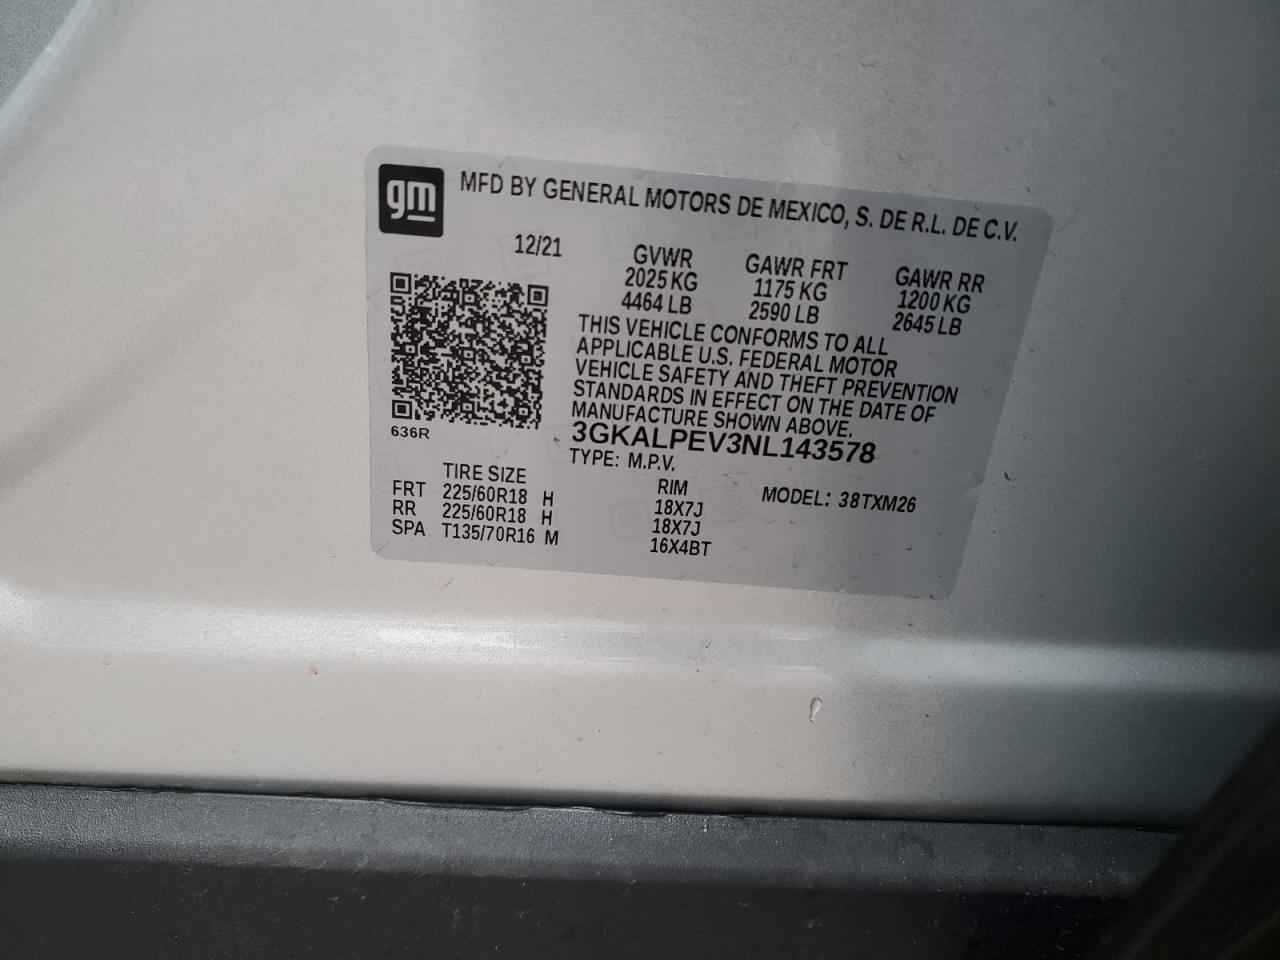 gm
MFD BY GENERAL MOTORS DE MEXICO, S. DE R.L. DE C.V.
12/21 GVWR GAWR FRT GAWR RR
2025 KG 1175 KG 1200 KG
4464 LB 2590 LB 2645 LB
THIS VEHICLE CONFORMS TO ALL
APPLICABLE U.S. FEDERAL MOTOR
VEHICLE SAFETY AND THEFT PREVENTION
STANDARDS IN EFFECT ON THE DATE OF
MANUFACTURE SHOWN ABOVE.
636R
3GKALPEV3NL143578
TYPE: M.P.V.
TIRE SIZE RIM MODEL: 38TXM26
FRT 225/60R18 H 18X7J
RR 225/60R18 H 18X7J
SPA T135/70R16 M 16X4BT